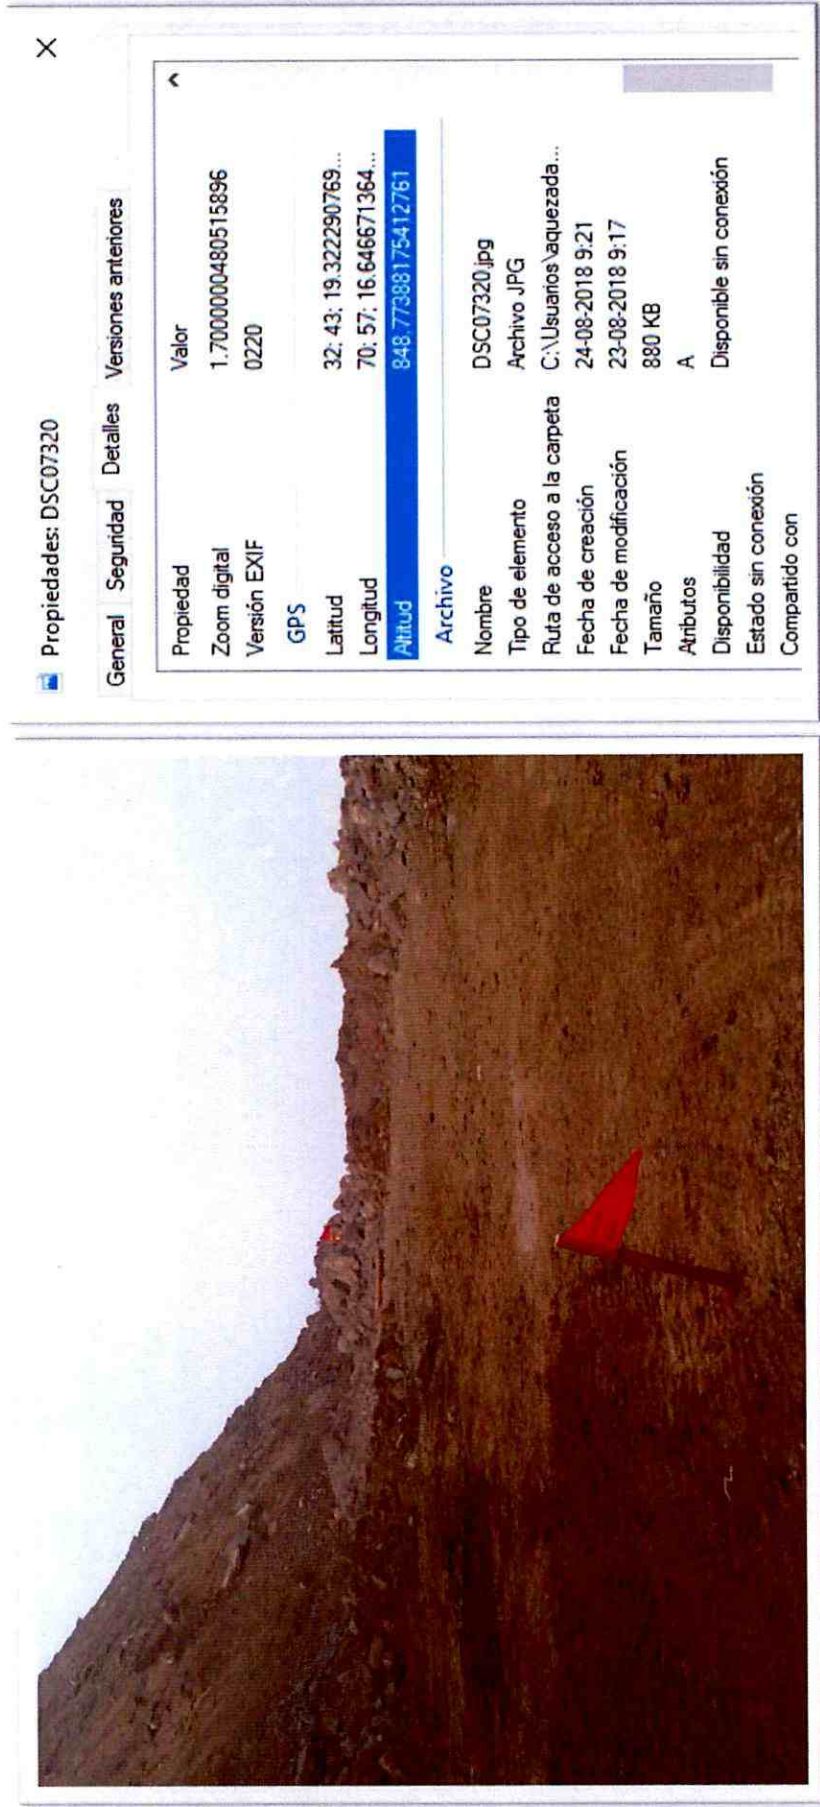 Propiedades: DSC07320
General Seguridad Detalles Versiones anteriores
Propiedad Valor
Zoom digital 1.7000000480515896
Versión EXIF 0220
GPS
Latitud 32; 43; 19.322290769...
Longitud 70; 57; 16.646671364...
Altitud 848.77388175412761
Archivo
Nombre DSC07320.jpg
Tipo de elemento Archivo JPG
Ruta de acceso a la carpeta C:\Usuarios\aquezada...
Fecha de creación 24-08-2018 9:21
Fecha de modificación 23-08-2018 9:17
Tamaño 880 KB
Atributos A
Disponibilidad Disponible sin conexión
Estado sin conexión
Compartido con